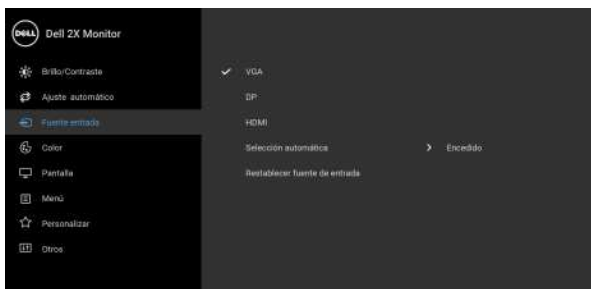 DELL Dell 2X Monitor
Brillo/Contraste
VGA
Ajuste automático
DP
Fuente entrada
HDMI
Color
Selección automática
Encedido
Pantalla
Restablecer fuente de entrada
Menú
Personalizar
Otros